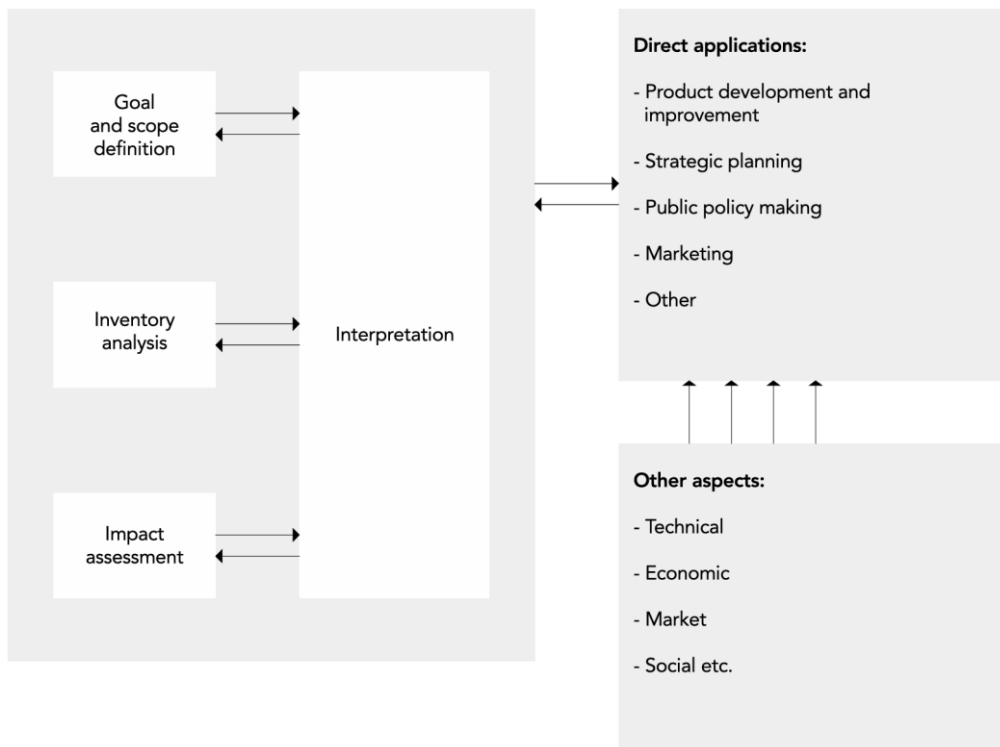 Goal
and scope
definition
Inventory
analysis
Impact
assessment
Interpretation
Direct applications:
- Product development and
improvement
- Strategic planning
- Public policy making
- Marketing
- Other
Other aspects:
- Technical
- Economic
- Market
- Social etc.